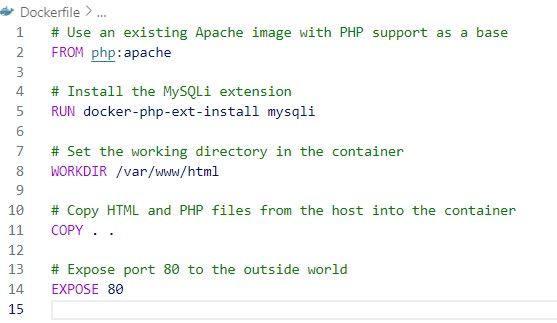 Dockerfile > ...
1 # Use an existing Apache image with PHP support as a base
2 FROM php:apache
3
4 # Install the MySQLi extension
5 RUN docker-php-ext-install mysqli
6
7 # Set the working directory in the container
8 WORKDIR /var/www/html
9
10 # Copy HTML and PHP files from the host into the container
11 COPY . .
12
13 # Expose port 80 to the outside world
14 EXPOSE 80
15